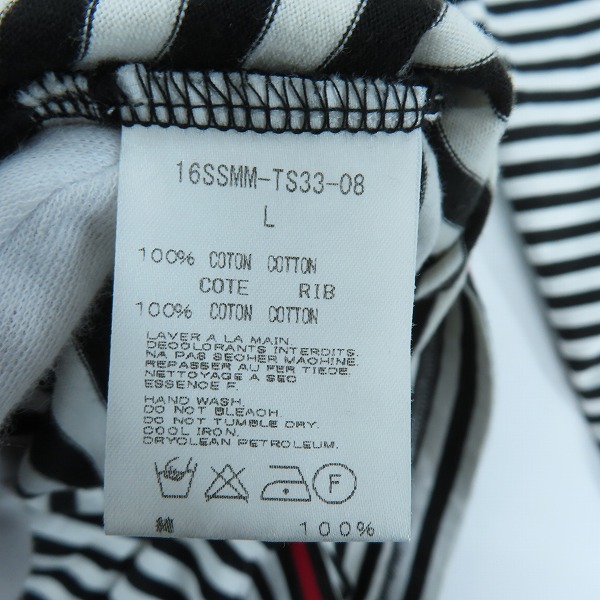 16SSMM-TS33-08
L
100% COTON COTTON
COTE RIB
100% COTON COTTON
LAVER A LA MAIN.
DECOLORANTS INTERDITS.
NA PAS SECHER MACHINE.
REPASSER AU FER TIEDE.
NETTOYAGE A SEC
ESSENCE F.
HAND WASH.
DO NOT BLEACH.
DO NOT TUMBLE DRY.
COOL IRON.
DRYCLEAN PETROLEUM.
F
100%